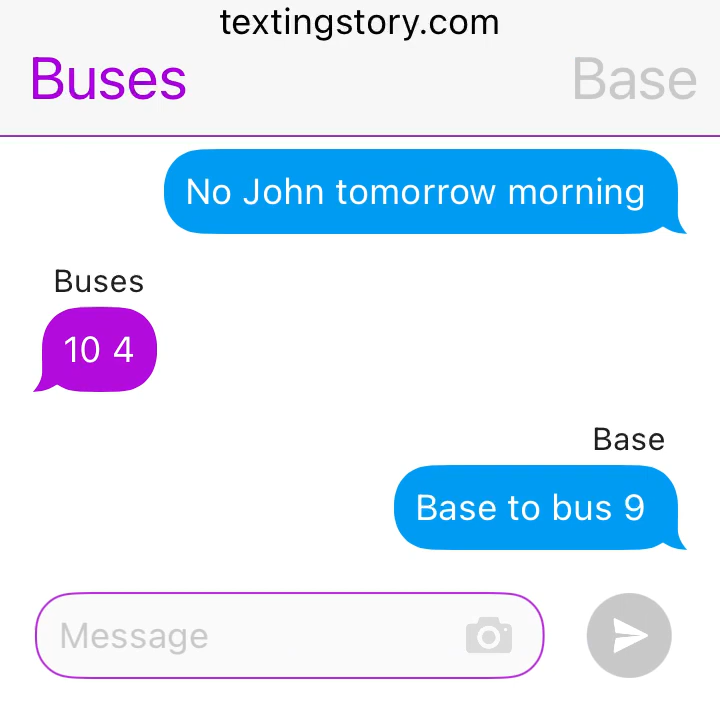 textingstory.com
Buses Base
No John tomorrow morning
Buses
10 4
Base
Base to bus 9
Message